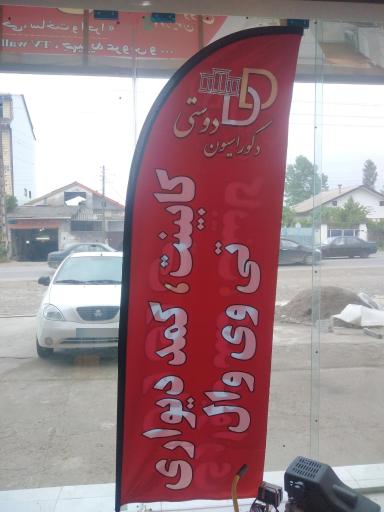 DD
دوستی
دکوراسیون
کابینت، کمد دیواری
تی وی وال